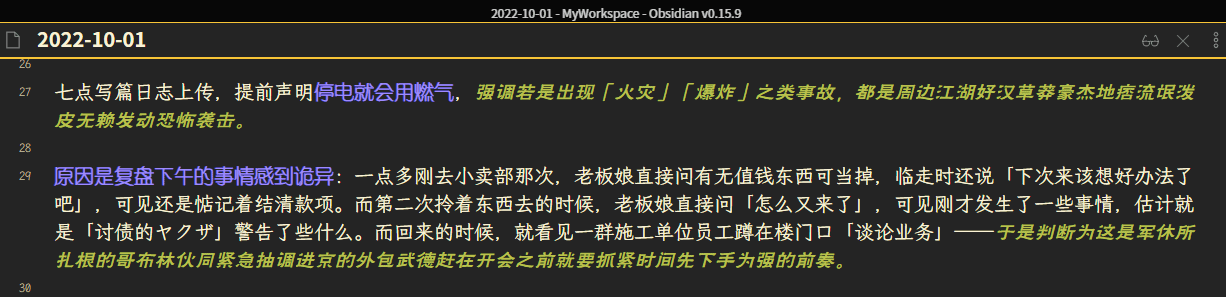 2022-10-01 - MyWorkspace - Obsidian v0.15.9
2022-10-01
26
27 七点写篇日志上传，提前声明停电就会用燃气，强调若是出现「火灾」「爆炸」之类事故，都是周边江湖好汉草莽豪杰地痞流氓泼
皮无赖发动恐怖袭击。
28
29 原因是复盘下午的事情感到诡异：一点多刚去小卖部那次，老板娘直接问有无值钱东西可当掉，临走时还说「下次来该想好办法了
吧」，可见还是惦记着结清款项。而第二次拎着东西去的时候，老板娘直接问「怎么又来了」，可见刚才发生了一些事情，估计就
是「讨债的ヤクザ」警告了些什么。而回来的时候，就看见一群施工单位员工蹲在楼门口「谈论业务」——于是判断为这是军休所
扎根的哥布林伙同紧急抽调进京的外包武德赶在开会之前就要抓紧时间先下手为强的前奏。
30